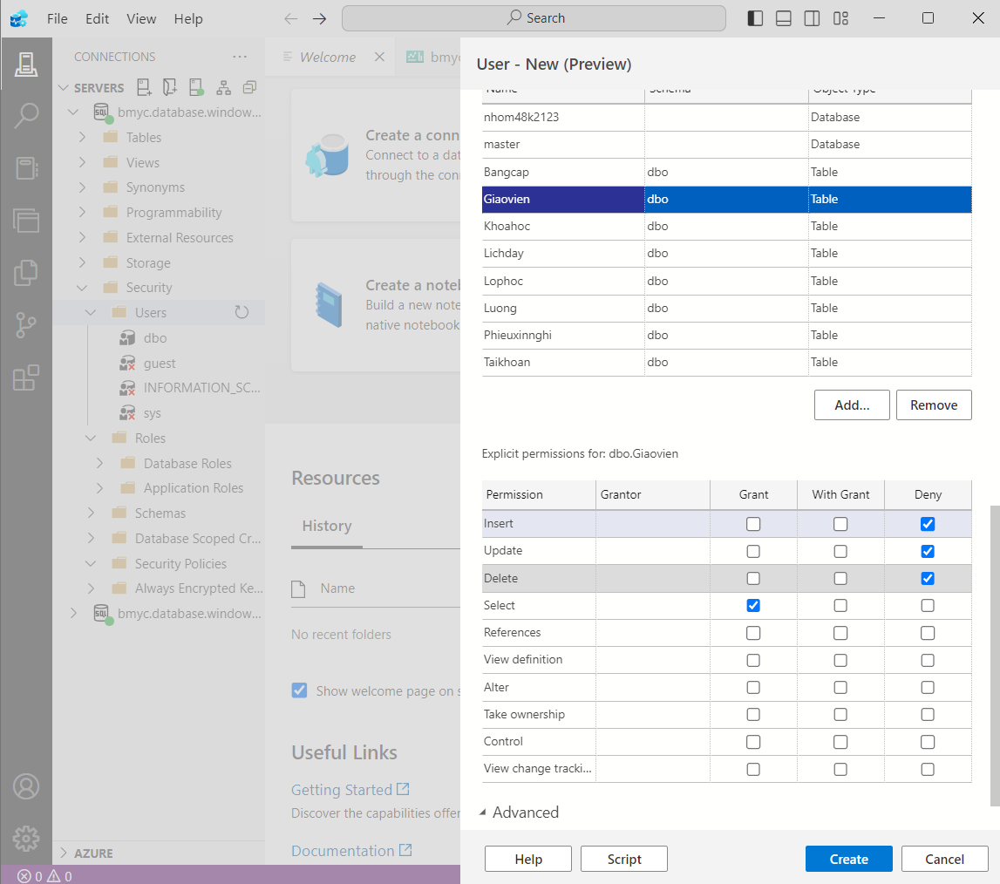 File Edit View Help
Search
CONNECTIONS
SERVERS
bmyc.database.window...
Tables
Views
Synonyms
Programmability
External Resources
Storage
Security
Users
dbo
guest
INFORMATION_SC...
sys
Roles
Database Roles
Application Roles
Schemas
Database Scoped Cr...
Security Policies
Always Encrypted Ke...
bmyc.database.window...
AZURE
0 0
Welcome bmyc
Create a conn
Connect to a dat
through the conn
Create a noteb
Build a new note
native notebook
Resources
History
Name
No recent folders
Show welcome page on s
Useful Links
Getting Started
Discover the capabilities offer
Documentation
User - New (Preview)
Name Schema Object Type
nhom48k2123 Database
master Database
Bangcap dbo Table
Giaovien dbo Table
Khoahoc dbo Table
Lichday dbo Table
Lophoc dbo Table
Luong dbo Table
Phieuxinnghi dbo Table
Taikhoan dbo Table
Add... Remove
Explicit permissions for: dbo.Giaovien
Permission Grantor Grant With Grant Deny
Insert
Update
Delete
Select
References
View definition
Alter
Take ownership
Control
View change tracki...
Advanced
Help Script Create Cancel